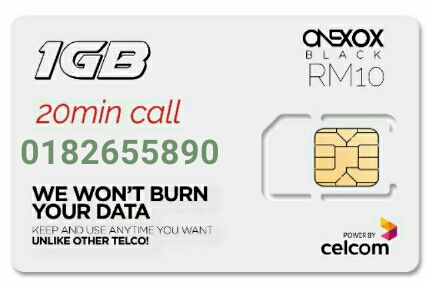 1GB
ONEXOX
BLACK
RM10
20min call
0182655890
WE WON'T BURN
YOUR DATA
KEEP AND USE ANYTIME YOU WANT
UNLIKE OTHER TELCO!
POWER BY
celcom